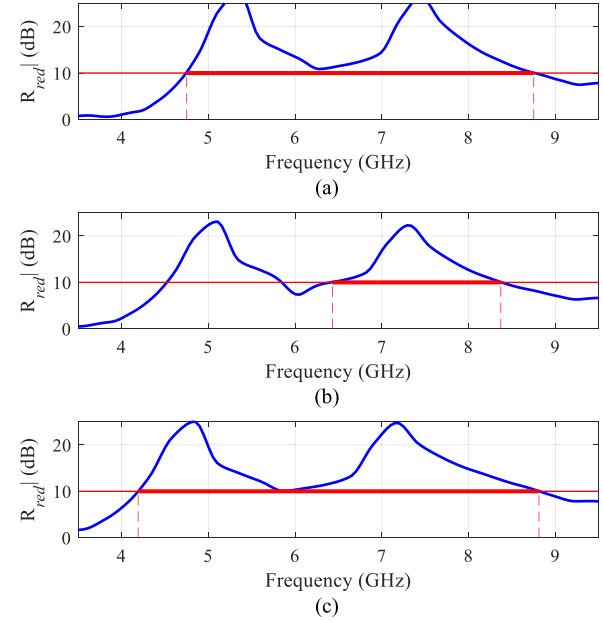 20
10
0
R_red| (dB)
4 5 6 7 8 9
Frequency (GHz)
(a)
20
10
0
R_red| (dB)
4 5 6 7 8 9
Frequency (GHz)
(b)
20
10
0
R_red| (dB)
4 5 6 7 8 9
Frequency (GHz)
(c)